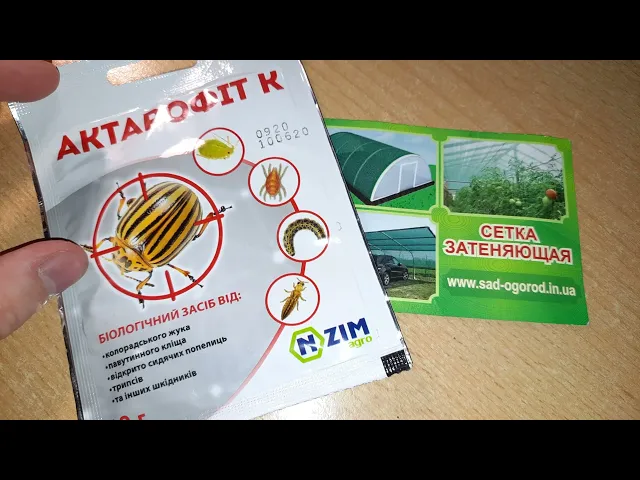 АКТАРОФІТ К
0920
100620
БІОЛОГІЧНИЙ ЗАСІБ ВІД:
•колорадського жука
•павутинного кліща
•відкрито сидячих попелиць
•трипсів
•та інших шкідників
NZIM
agro
СЕТКА
ЗАТЕНЯЮЩАЯ
www.sad-ogorod.in.ua